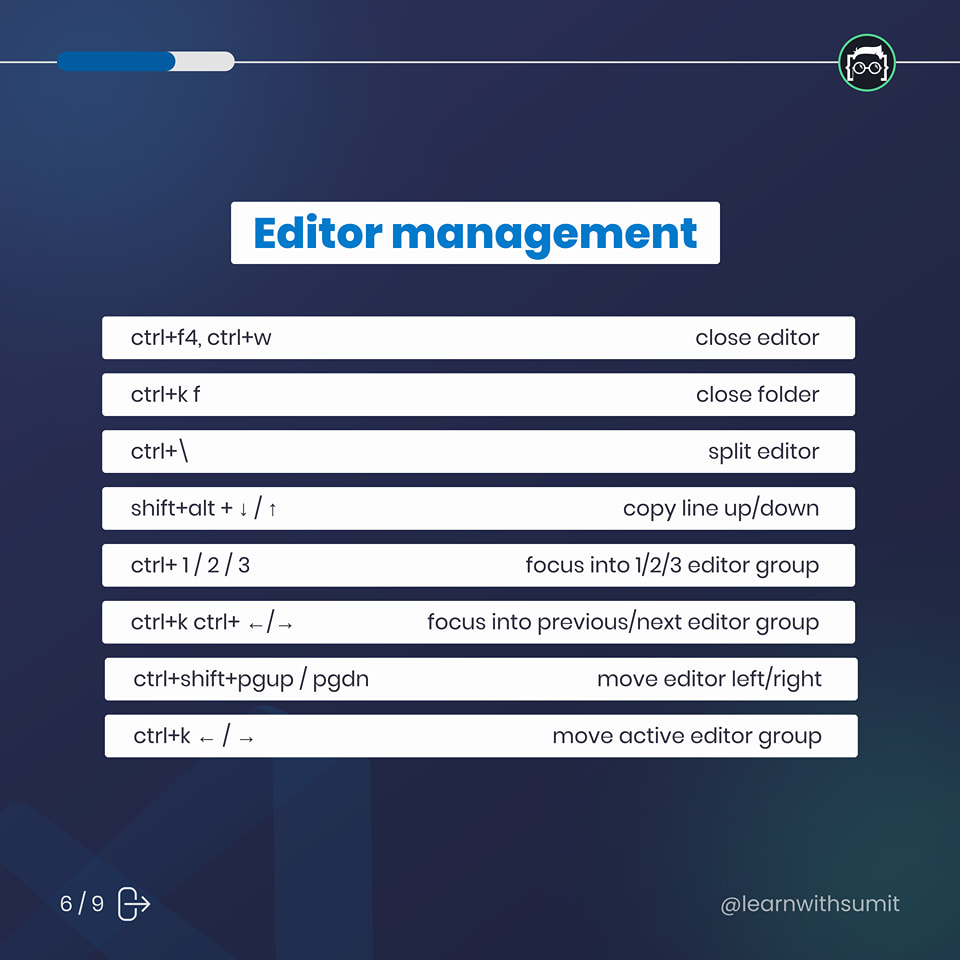 Editor management
ctrl+f4, ctrl+w close editor
ctrl+k f close folder
ctrl+\ split editor
shift+alt + ↓ / ↑ copy line up/down
ctrl+ 1 / 2 / 3 focus into 1/2/3 editor group
ctrl+k ctrl+ ←/→ focus into previous/next editor group
ctrl+shift+pgup / pgdn move editor left/right
ctrl+k ← / → move active editor group
6 / 9 @learnwithsumit